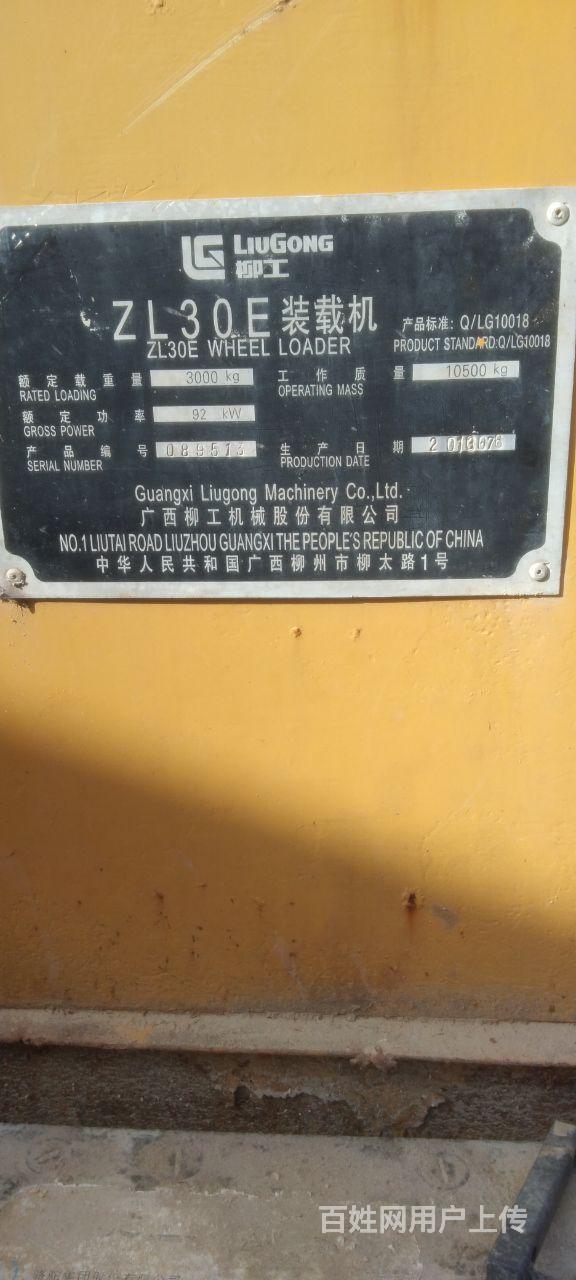 LG LIUGONG
柳工
ZL30E 装载机
产品标准: Q/LG10018
ZL30E WHEEL LOADER
PRODUCT STANDARD:Q/LG10018
额定载重量 3000 kg 工作质量 10500 kg
RATED LOADING OPERATING MASS
额定功率 92 kW
GROSS POWER
产品编号 089513 生产日期
SERIAL NUMBER PRODUCTION DATE
Guangxi Liugong Machinery Co.,Ltd.
广西柳工机械股份有限公司
NO.1 LIUTAI ROAD LIUZHOU GUANGXI THE PEOPLE'S REPUBLIC OF CHINA
中华人民共和国广西柳州市柳太路1号
百姓网用户上传